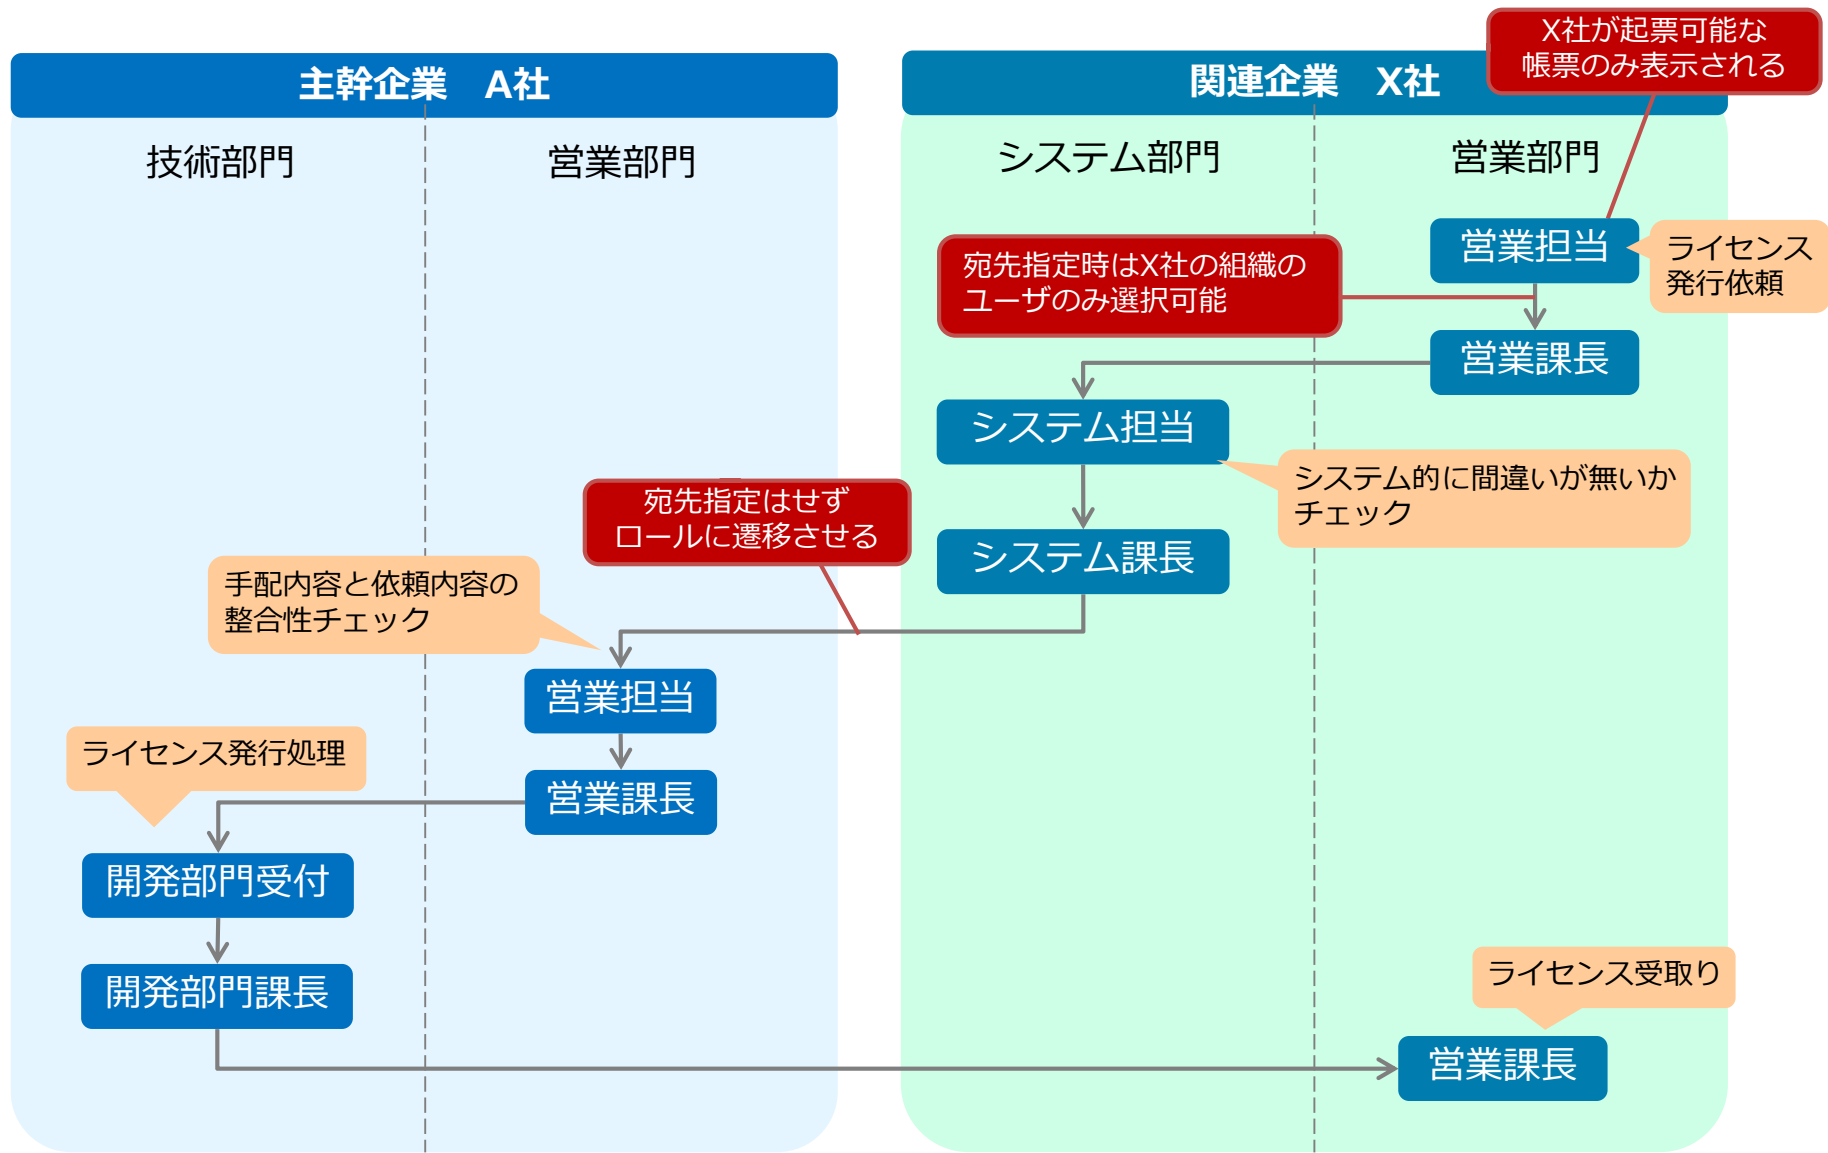 X社が起票可能な
帳票のみ表示される
主幹企業　A社
関連企業　X社
技術部門
営業部門
システム部門
営業部門
営業担当
ライセンス
発行依頼
宛先指定時はX社の組織の
ユーザのみ選択可能
営業課長
システム担当
システム的に間違いが無いか
チェック
宛先指定はせず
ロールに遷移させる
システム課長
手配内容と依頼内容の
整合性チェック
営業担当
ライセンス発行処理
営業課長
開発部門受付
開発部門課長
ライセンス受取り
営業課長